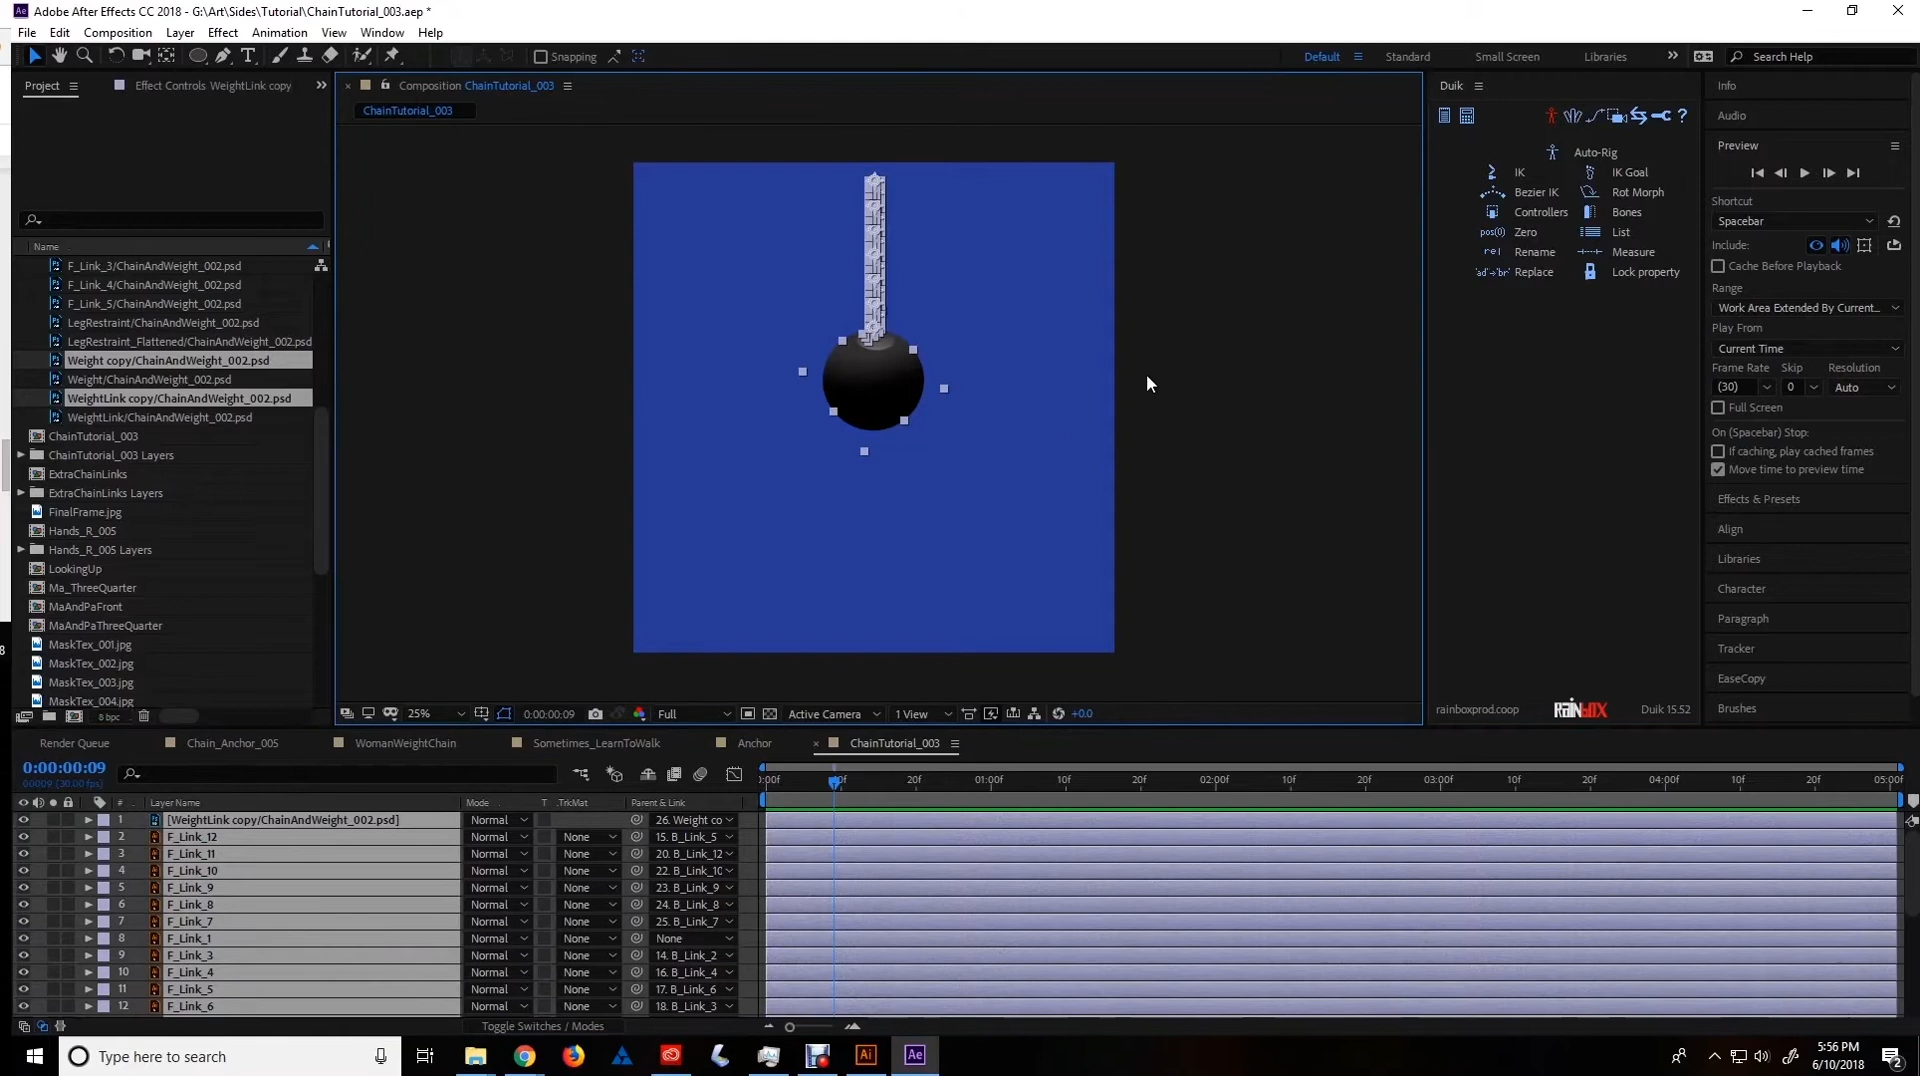 Adobe After Effects CC 2018 - G:\Art\Sides\Tutorial\ChainTutorial_003.aep *
File Edit Composition Layer Effect Animation View Window Help
Snapping Default Standard Small Screen Libraries Search Help
Project Effect Controls WeightLink copy
Composition ChainTutorial_003
ChainTutorial_003
Name
F_Link_3/ChainAndWeight_002.psd
F_Link_4/ChainAndWeight_002.psd
F_Link_5/ChainAndWeight_002.psd
LegRestraint/ChainAndWeight_002.psd
LegRestraint_Flattened/ChainAndWeight_002.psd
Weight copy/ChainAndWeight_002.psd
Weight/ChainAndWeight_002.psd
WeightLink copy/ChainAndWeight_002.psd
WeightLink/ChainAndWeight_002.psd
ChainTutorial_003
ChainTutorial_003 Layers
ExtraChainLinks
ExtraChainLinks Layers
FinalFrame.jpg
Hands_R_005
Hands_R_005 Layers
LookingUp
Ma_ThreeQuarter
MaAndPaFront
MaAndPaThreeQuarter
MaskTex_001.jpg
MaskTex_002.jpg
MaskTex_003.jpg
MaskTex_004.jpg
8 bpc
25% 0:00:00:09 Full Active Camera 1 View +0.0
Duik
?
Auto-Rig
IK IK Goal
Bezier IK Rot Morph
Controllers Bones
pos(0) Zero List
rel Rename Measure
Replace Lock property
rainboxprod.coop RAiNBOX Duik 15.52
Info
Audio
Preview
Shortcut
Spacebar
Include:
Cache Before Playback
Range
Work Area Extended By Current...
Play From
Current Time
Frame Rate Skip Resolution
(30) 0 Auto
Full Screen
On (Spacebar) Stop:
If caching, play cached frames
Move time to preview time
Effects & Presets
Align
Libraries
Character
Paragraph
Tracker
EaseCopy
Brushes
Render Queue Chain_Anchor_005 WomanWeightChain Sometimes_LearnToWalk Anchor ChainTutorial_003
0:00:00:09
00009 (30.00 fps)
:00f 20f 01:00f 10f 20f 02:00f 10f 20f 03:00f 10f 20f 04:00f 10f 20f 05:00f
# Layer Name Mode T .TrkMat Parent & Link
1 [WeightLink copy/ChainAndWeight_002.psd] Normal 26. Weight co
2 F_Link_12 Normal None 15. B_Link_5
3 F_Link_11 Normal None 20. B_Link_12
4 F_Link_10 Normal None 22. B_Link_10
5 F_Link_9 Normal None 23. B_Link_9
6 F_Link_8 Normal None 24. B_Link_8
7 F_Link_7 Normal None 25. B_Link_7
8 F_Link_1 Normal None None
9 F_Link_3 Normal None 14. B_Link_2
10 F_Link_4 Normal None 16. B_Link_4
11 F_Link_5 Normal None 17. B_Link_6
12 F_Link_6 Normal None 18. B_Link_3
Toggle Switches / Modes
Type here to search
Ai Ae
5:56 PM
6/10/2018
2